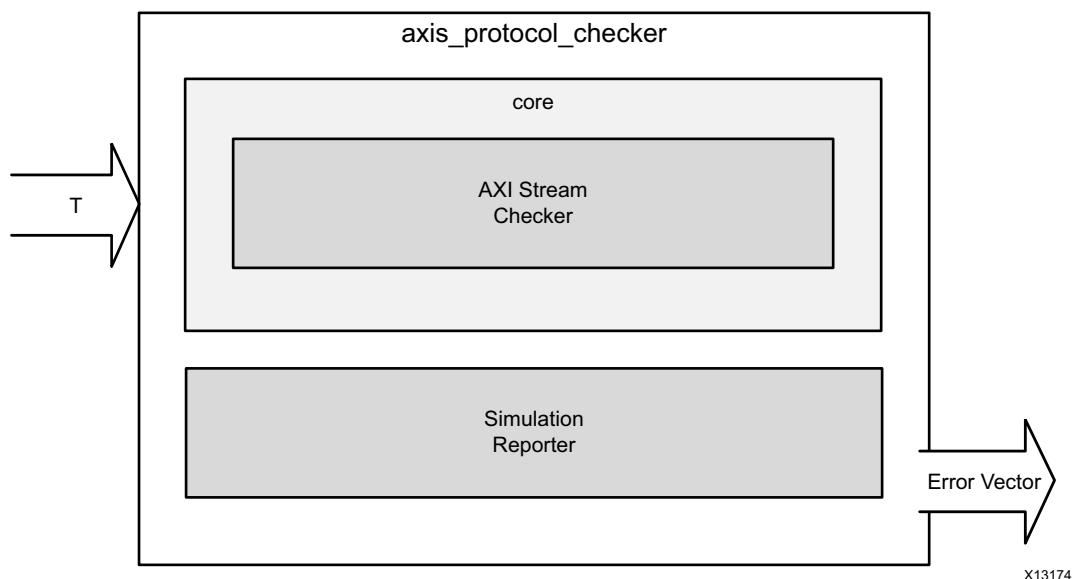 axis_protocol_checker
core
AXI Stream
Checker
T
Simulation
Reporter
Error Vector
X13174